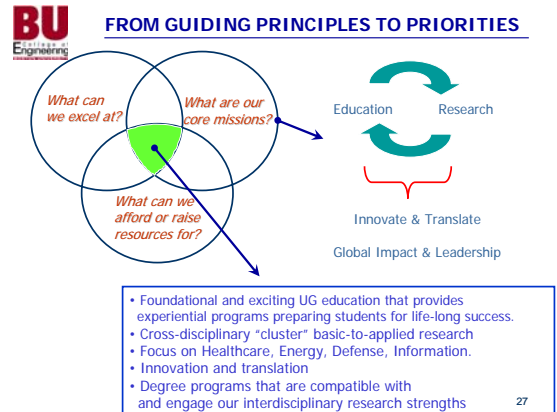 BU
College of
Engineering
FROM GUIDING PRINCIPLES TO PRIORITIES
What can
we excel at?
What are our
core missions?
What can we
afford or raise
resources for?
Education
Research
Innovate & Translate
Global Impact & Leadership
• Foundational and exciting UG education that provides
experiential programs preparing students for life-long success.
• Cross-disciplinary “cluster” basic-to-applied research
• Focus on Healthcare, Energy, Defense, Information.
• Innovation and translation
• Degree programs that are compatible with
and engage our interdisciplinary research strengths
27